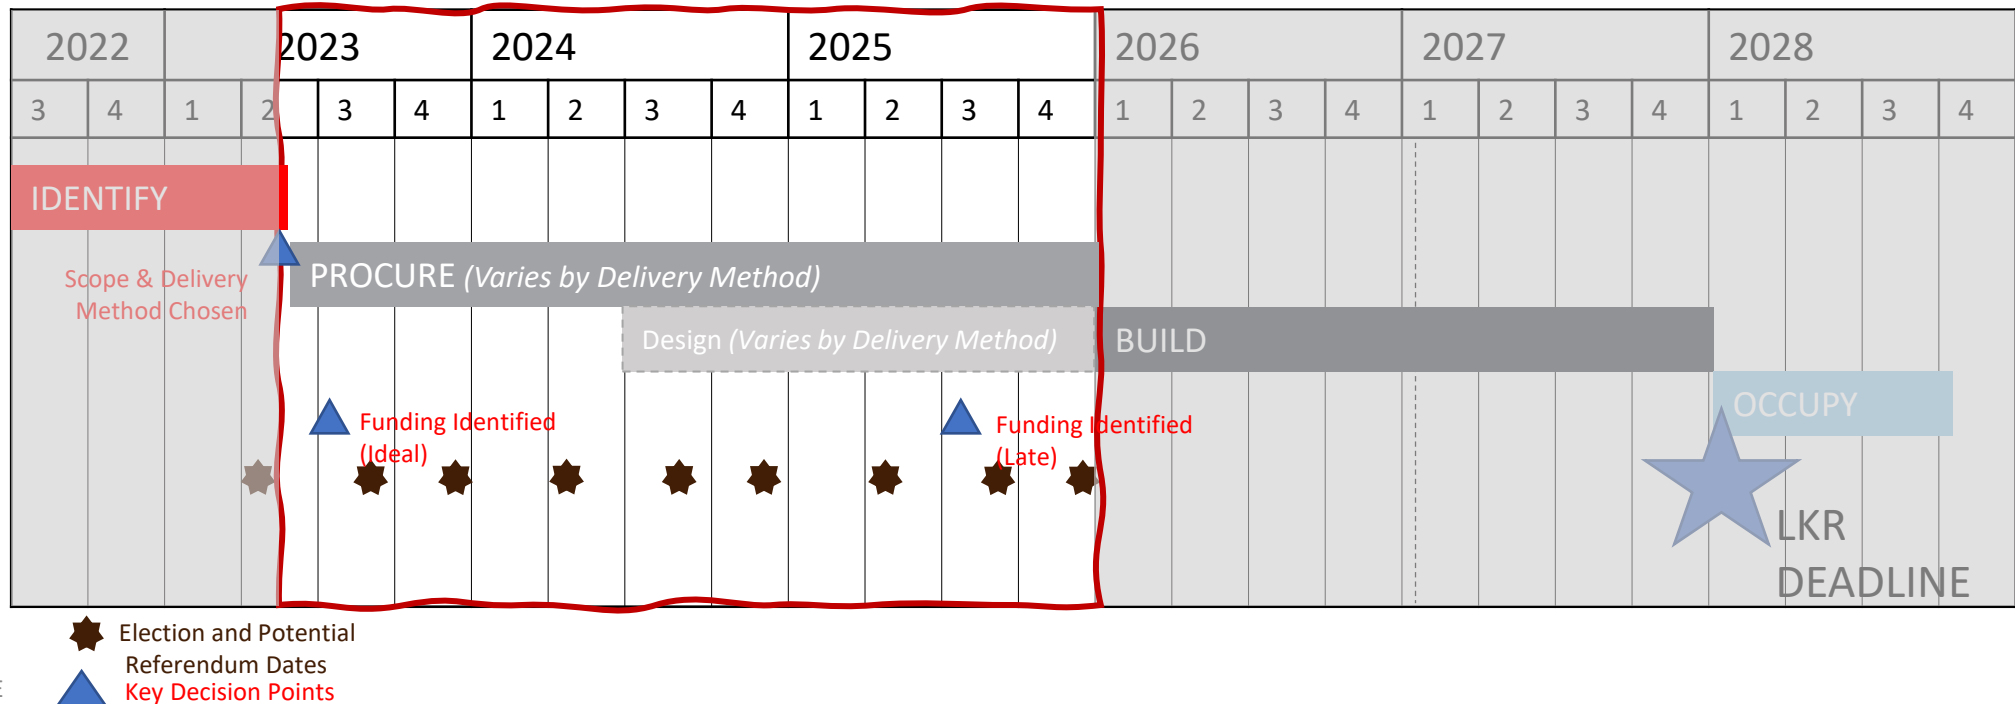 2022 2023 2024 2025 2026 2027 2028
3 4 1 2 3 4 1 2 3 4 1 2 3 4 1 2 3 4 1 2 3 4 1 2 3 4
IDENTIFY
Scope & Delivery
Method Chosen
PROCURE (Varies by Delivery Method)
Design (Varies by Delivery Method)
BUILD
OCCUPY
Funding Identified
(Ideal)
Funding Identified
(Late)
LKR
DEADLINE
Election and Potential
Referendum Dates
Key Decision Points
E